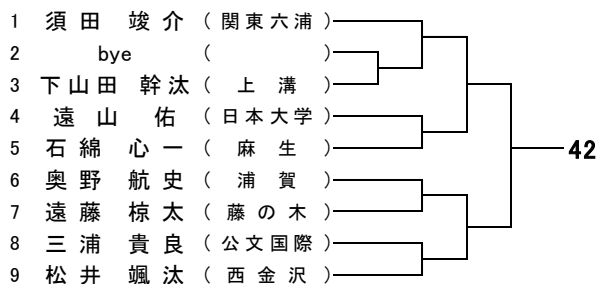 1 須田 竣介 （関東六浦）
2 bye （ ）
3 下山田 幹汰 （上溝）
4 遠山 佑 （日本大学）
5 石綿 心一 （麻生）
6 奥野 航史 （浦賀）
7 遠藤 椋太 （藤の木）
8 三浦 貴良 （公文国際）
9 松井 颯汰 （西金沢）
42